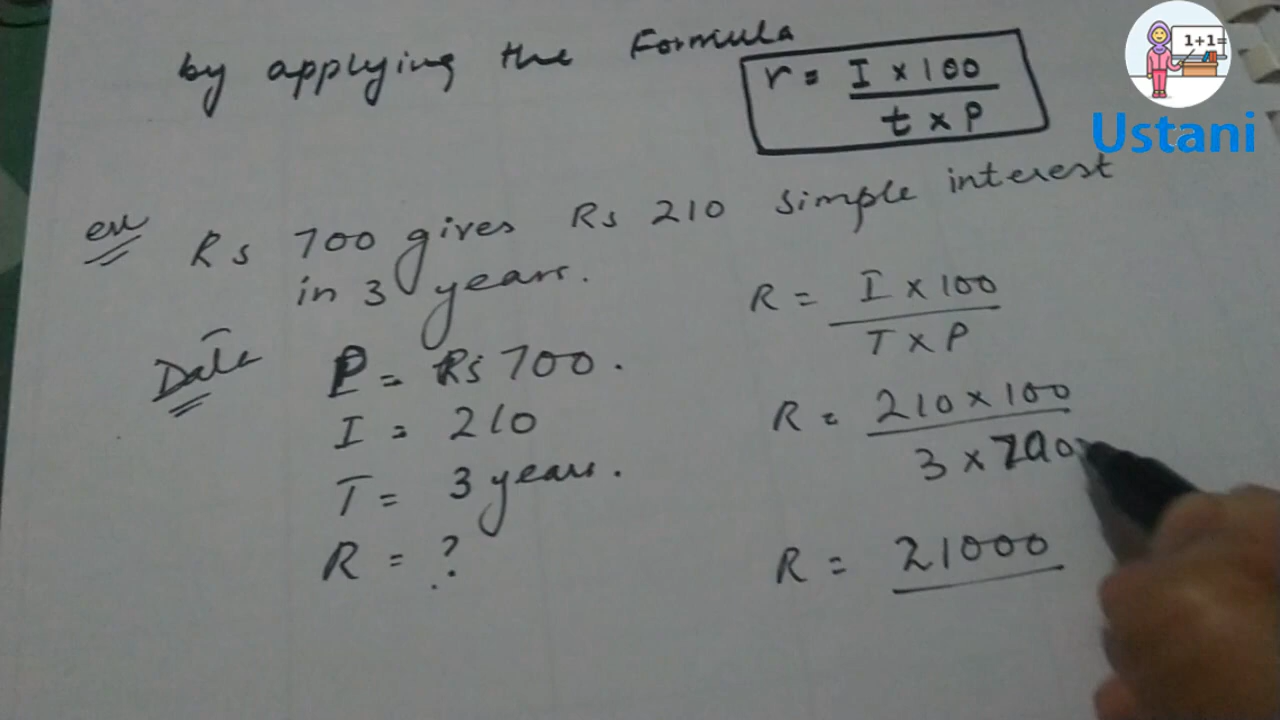 by applying the Formula
r = I x 100
t x P
1+1=
Ustani
Rs 700 gives Rs 210 simple interest
in 3 years.
Data
P = Rs 700.
I = 210
T = 3 years.
R = ?
R = I x 100
T x P
R = 210 x 100
3 x 700
R = 21000